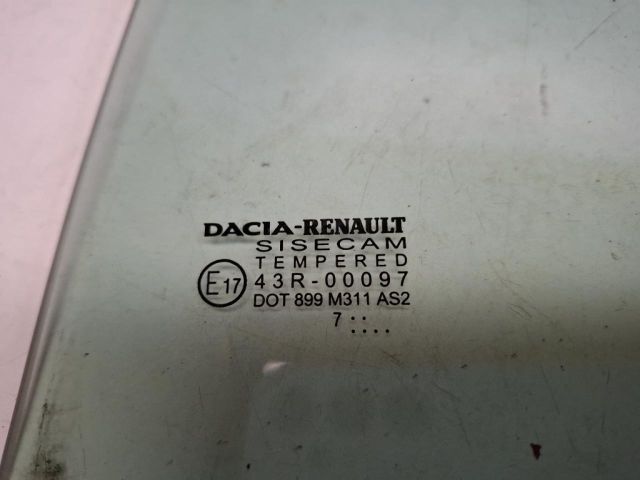 DACIA-RENAULT
SISECAM
TEMPERED
E17 43R-00097
DOT 899 M311 AS2
7 ::....